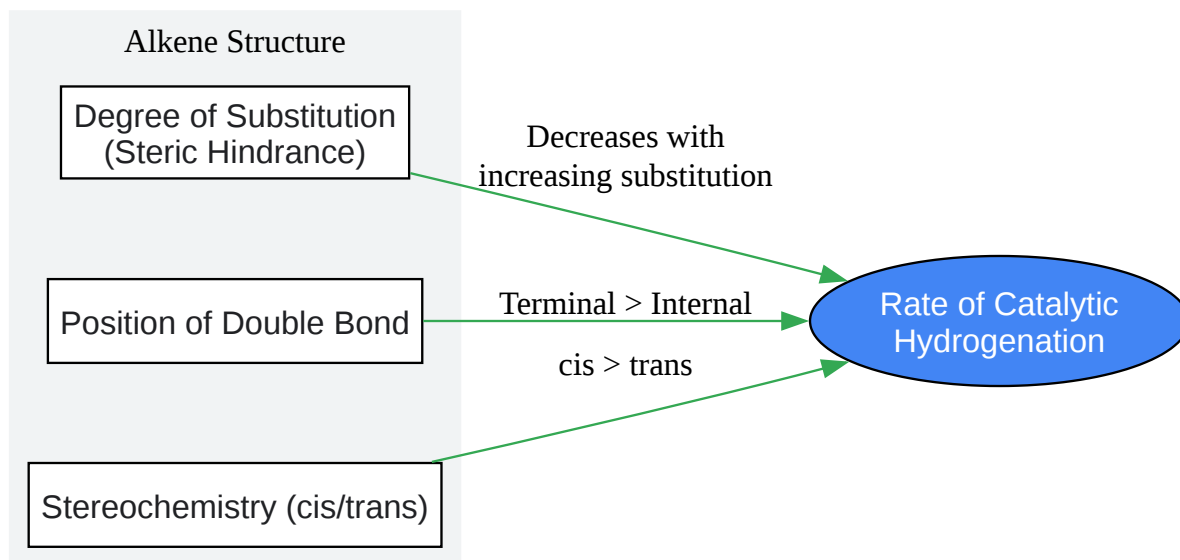 Alkene Structure
Degree of Substitution
(Steric Hindrance)
Decreases with
increasing substitution
Position of Double Bond
Terminal > Internal
Rate of Catalytic
Hydrogenation
cis > trans
Stereochemistry (cis/trans)